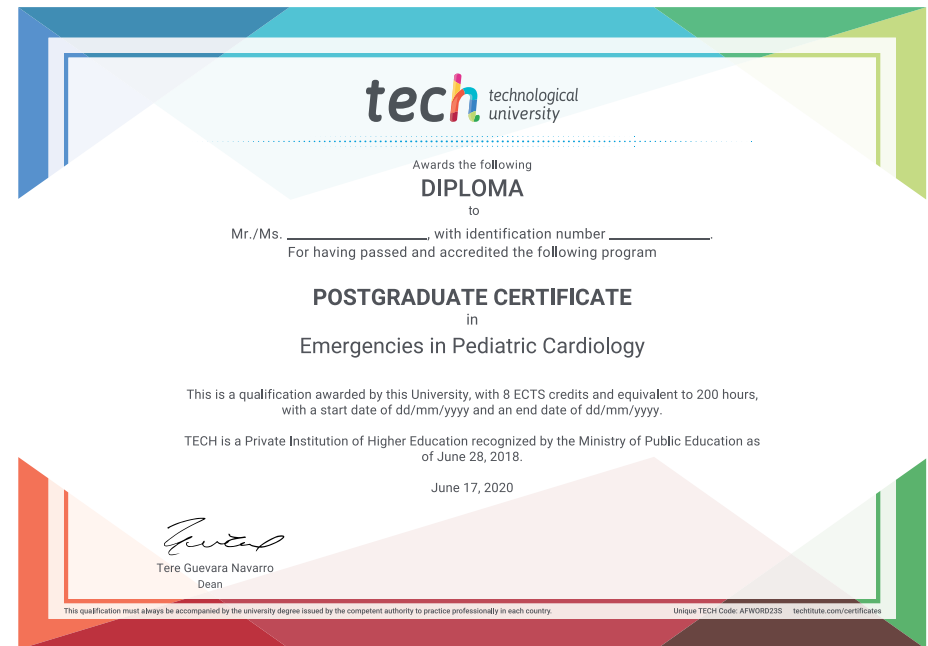 tech technological
university
Awards the following
DIPLOMA
to
Mr./Ms. ____________, with identification number ____________.
For having passed and accredited the following program
POSTGRADUATE CERTIFICATE
in
Emergencies in Pediatric Cardiology
This is a qualification awarded by this University, with 8 ECTS credits and equivalent to 200 hours,
with a start date of dd/mm/yyyy and an end date of dd/mm/yyyy.
TECH is a Private Institution of Higher Education recognized by the Ministry of Public Education as
of June 28, 2018.
June 17, 2020
Tere Guevara Navarro
Dean
This qualification must always be accompanied by the university degree issued by the competent authority to practice professionally in each country.
Unique TECH Code: AFWORD23S techtitute.com/certificates